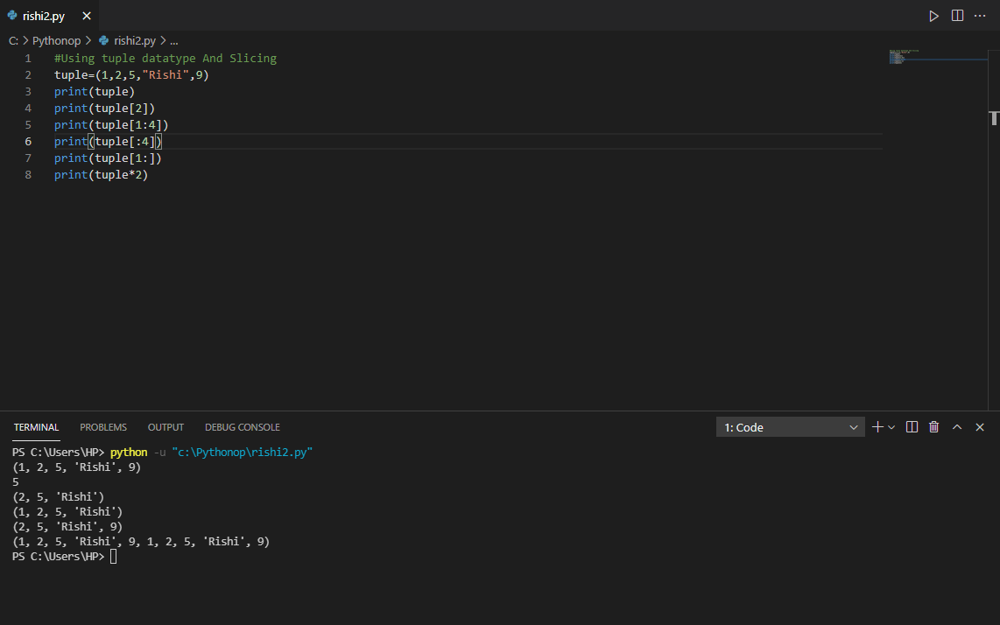 rishi2.py
C: > Pythonop > rishi2.py > ...
1 #Using tuple datatype And Slicing
2 tuple=(1,2,5,"Rishi",9)
3 print(tuple)
4 print(tuple[2])
5 print(tuple[1:4])
6 print(tuple[:4])
7 print(tuple[1:])
8 print(tuple*2)
TERMINAL PROBLEMS OUTPUT DEBUG CONSOLE 1: Code
PS C:\Users\HP> python -u "c:\Pythonop\rishi2.py"
(1, 2, 5, 'Rishi', 9)
5
(2, 5, 'Rishi')
(1, 2, 5, 'Rishi')
(2, 5, 'Rishi', 9)
(1, 2, 5, 'Rishi', 9, 1, 2, 5, 'Rishi', 9)
PS C:\Users\HP>